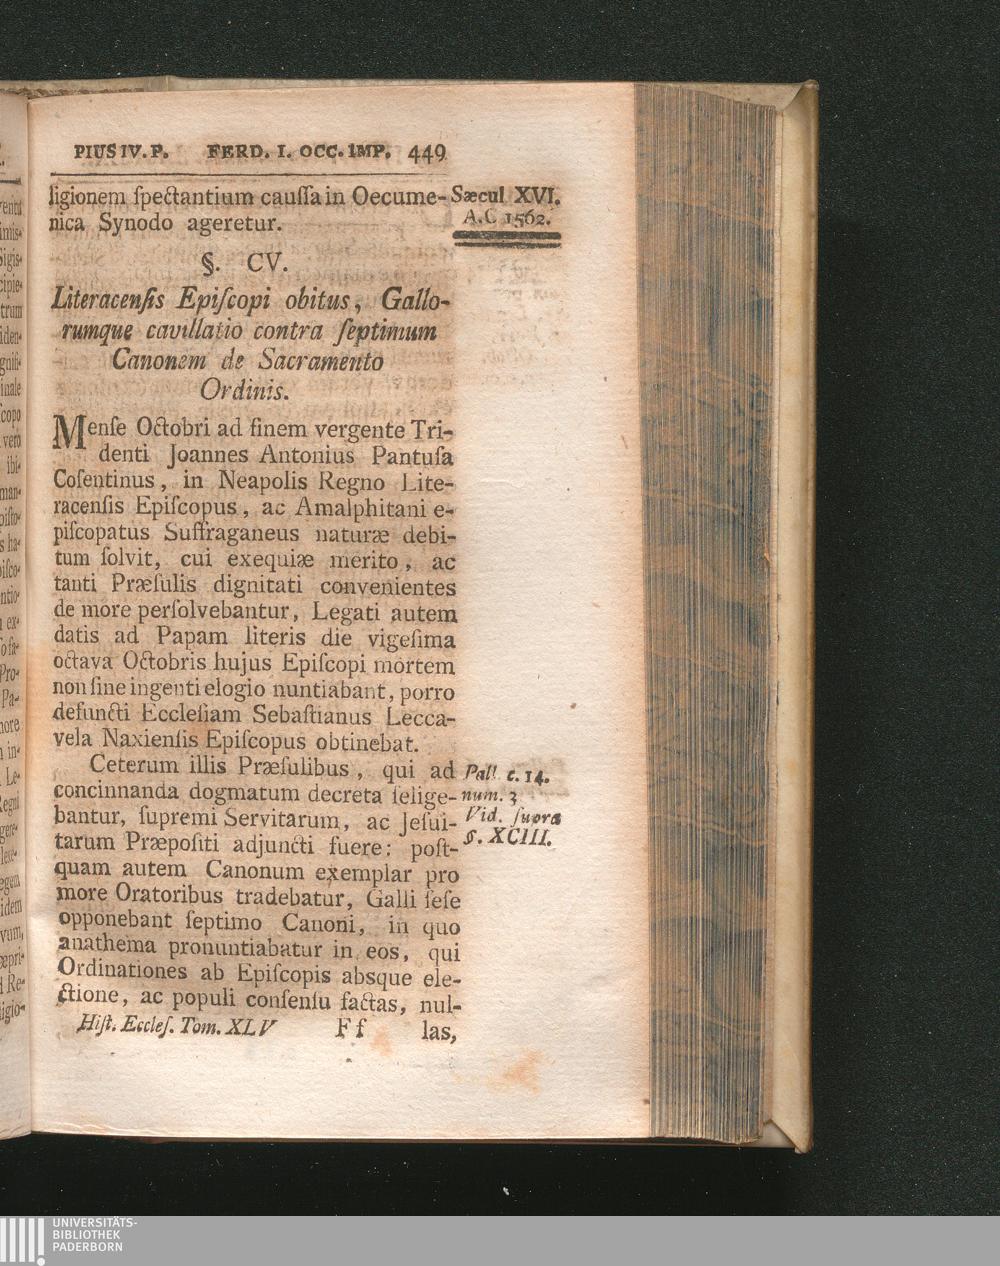 PIUS IV. P. FERD. I. OCC. IMP. 449
ligionem ſpectantium cauſſa in Oecume-
nica Synodo ageretur.
Sæcul XVI.
A.C 1562.
§. CV.
Literacenſis Epiſcopi obitus, Gallo-
rumque cavillatio contra ſeptimum
Canonem de Sacramento
Ordinis.
Menſe Octobri ad finem vergente Tri-
denti Joannes Antonius Pantuſa
Coſentinus, in Neapolis Regno Lite-
racenſis Epiſcopus, ac Amalphitani e-
piſcopatus Suffraganeus naturæ debi-
tum ſolvit, cui exequiæ merito, ac
tanti Præſulis dignitati convenientes
de more perſolvebantur, Legati autem
datis ad Papam literis die vigeſima
octava Octobris hujus Epiſcopi mortem
non ſine ingenti elogio nuntiabant, porro
defuncti Eccleſiam Sebaſtianus Lecca-
vela Naxienſis Epiſcopus obtinebat.
Ceterum illis Præſulibus, qui ad
concinnanda dogmatum decreta ſelige-
bantur, ſupremi Servitarum, ac Jeſui-
tarum Præpoſiti adjuncti fuere: poſt-
quam autem Canonum exemplar pro
more Oratoribus tradebatur, Galli ſeſe
opponebant ſeptimo Canoni, in quo
anathema pronuntiabatur in eos, qui
Ordinationes ab Epiſcopis absque ele-
ctione, ac populi conſenſu factas, nul-
Pall. c. 14.
num. 3
Vid. ſupra
§. XCIII.
Hiſt. Eccleſ. Tom. XLV F f las,
UNIVERSITÄTS-
BIBLIOTHEK
PADERBORN